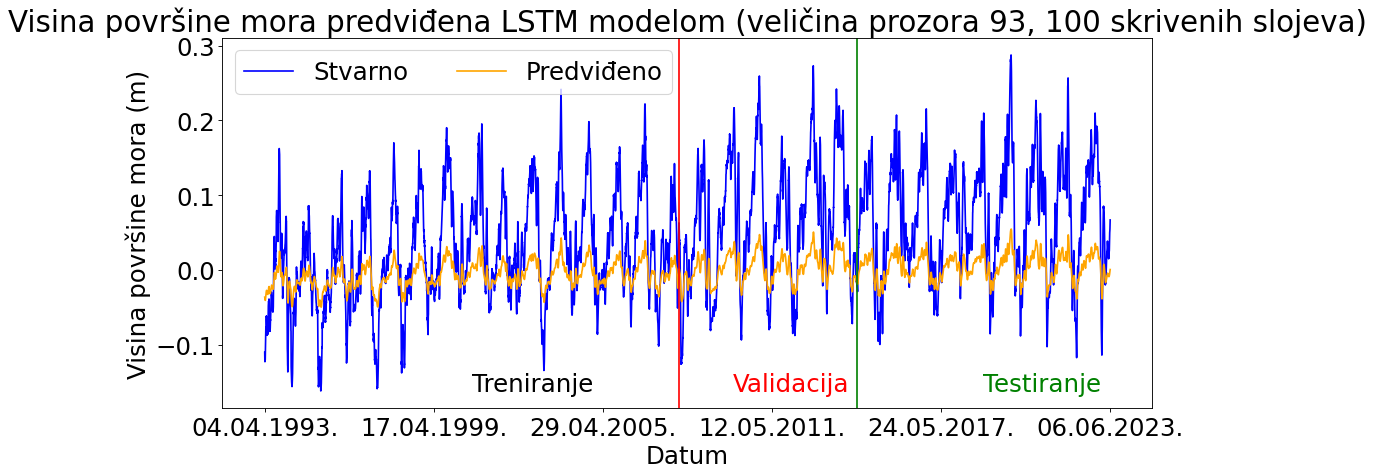 Visina površine mora predviđena LSTM modelom (veličina prozora 93, 100 skrivenih slojeva)
Stvarno Predviđeno
Visina površine mora (m)
0.3
0.2
0.1
0.0
−0.1
Treniranje Validacija Testiranje
04.04.1993. 17.04.1999. 29.04.2005. 12.05.2011. 24.05.2017. 06.06.2023.
Datum